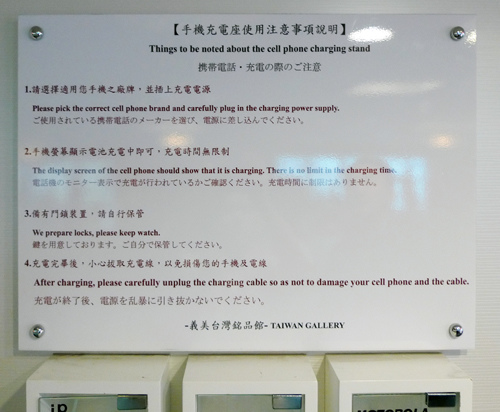 【手機充電座使用注意事項說明】
Things to be noted about the cell phone charging stand
携帯電話・充電の際のご注意
1.請選擇適用您手機之廠牌，並插上充電電源
Please pick the correct cell phone brand and carefully plug in the charging power supply.
ご使用されている携帯電話のメーカーを選び、電源に差し込んでください。
2.手機螢幕顯示電池充電中即可，充電時間無限制
The display screen of the cell phone should show that it is charging. There is no limit in the charging time.
電話機のモニター表示で充電が行われているかご確認ください。充電時間に制限はありません。
3.備有門鎖裝置，請自行保管
We prepare locks, please keep watch.
鍵を用意しております。ご自分で保管してください。
4.充電完畢後，小心拔取充電線，以免損傷您的手機及電線
After charging, please carefully unplug the charging cable so as not to damage your cell phone and the cable.
充電が終了後、電源を乱暴に引き抜かないでください。
-義美台灣銘品館- TAIWAN GALLERY
MOTOROLA